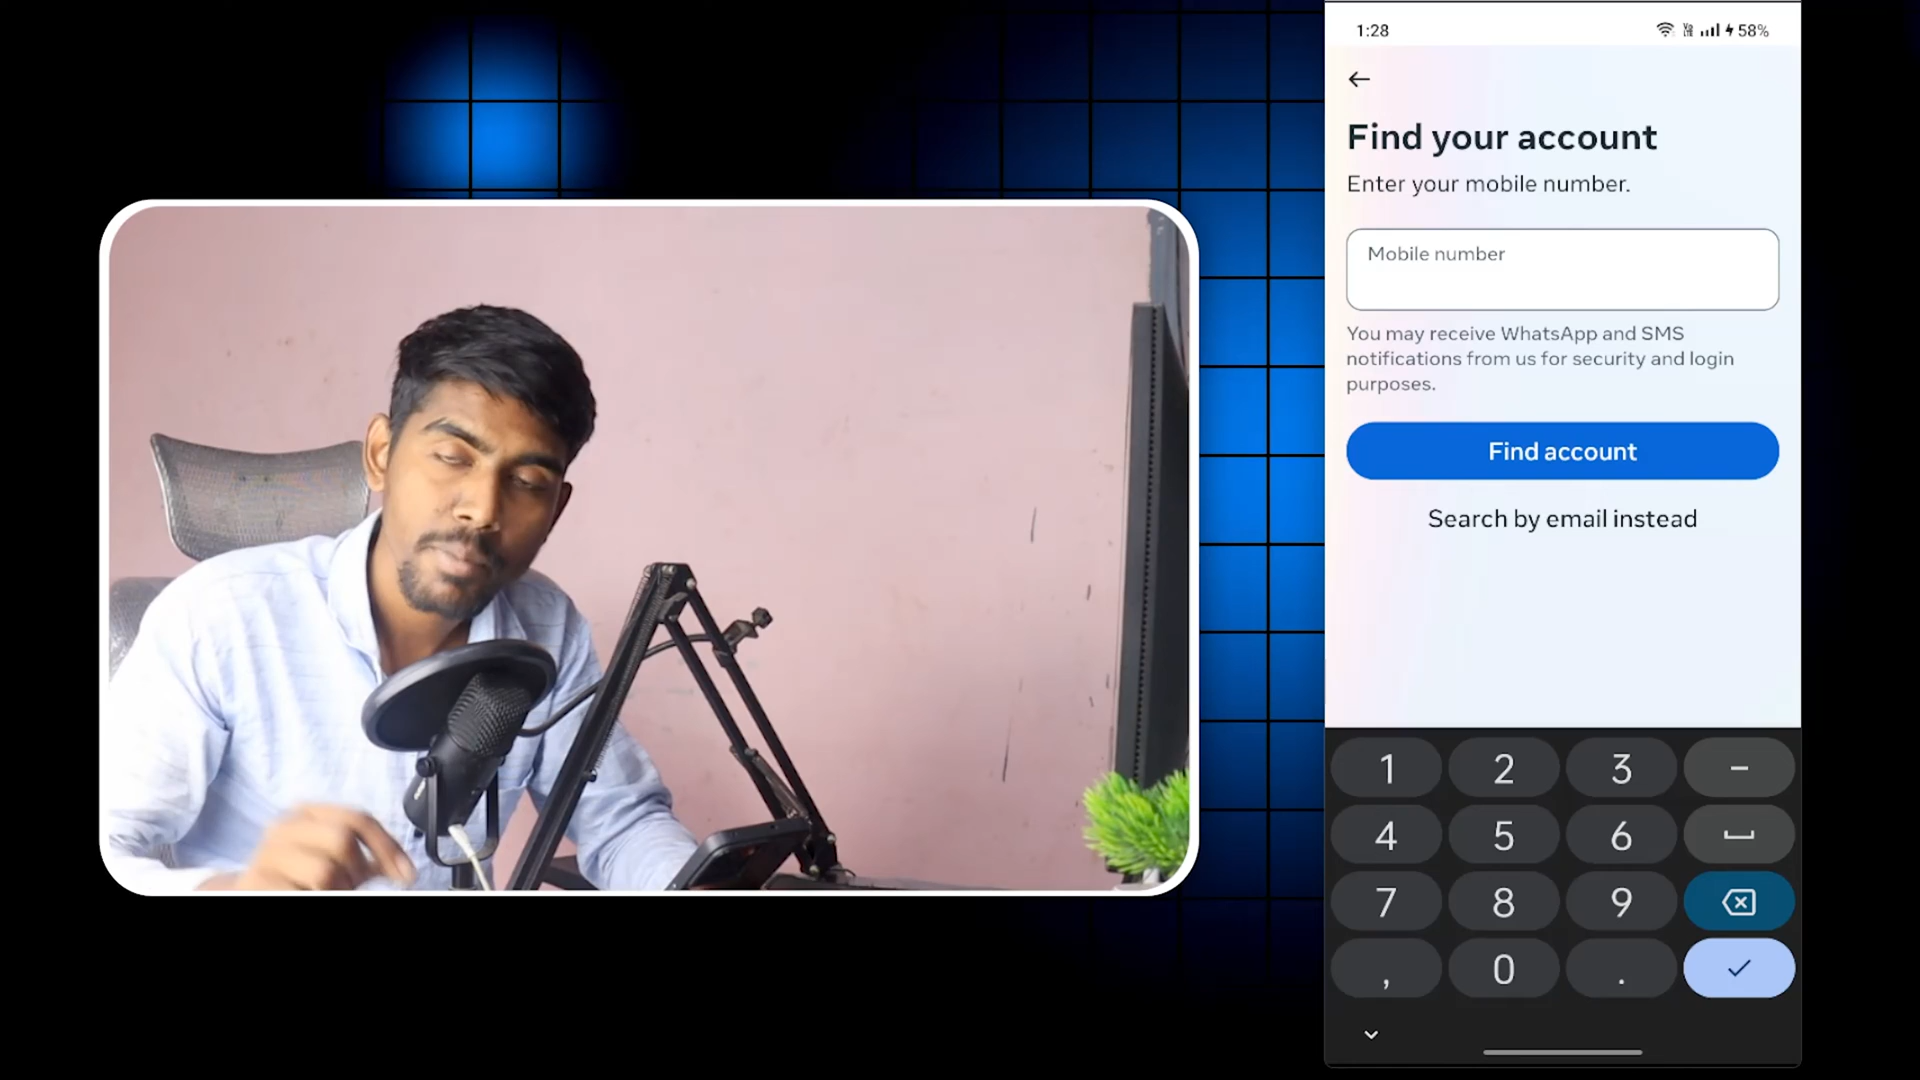 1:28
58%
Find your account
Enter your mobile number.
Mobile number
You may receive WhatsApp and SMS
notifications from us for security and login
purposes.
Find account
Search by email instead
1 2 3 -
4 5 6
7 8 9
, 0 .